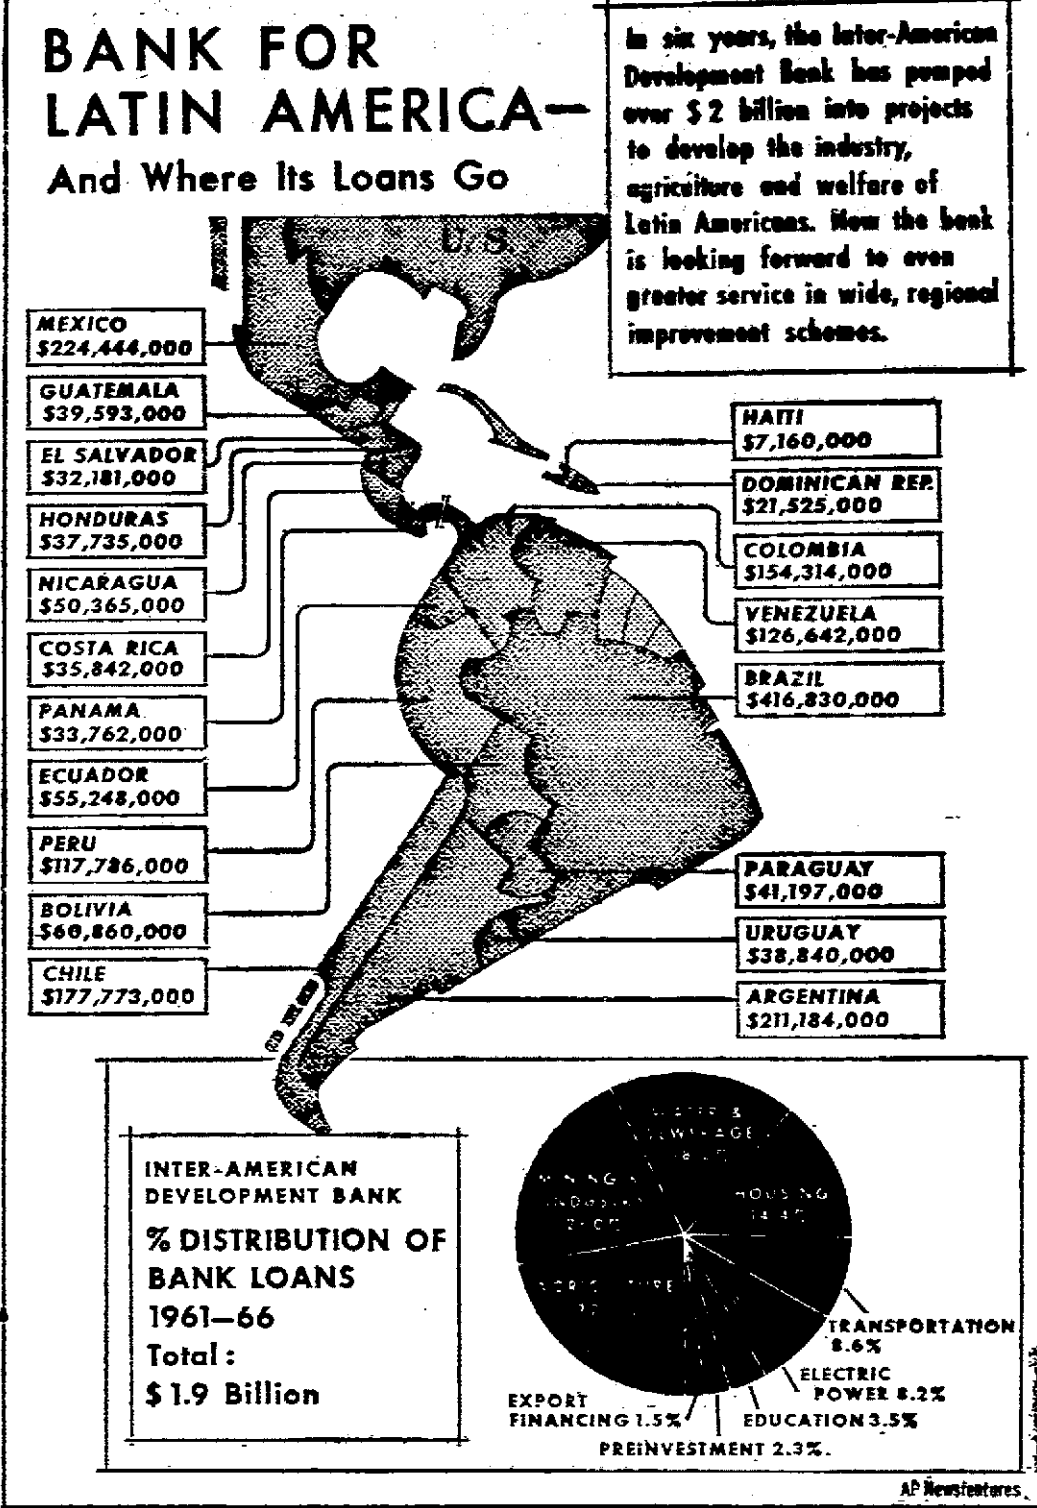 BANK FOR
LATIN AMERICA—
And Where Its Loans Go
In six years, the Inter-American
Development Bank has pumped
over $2 billion into projects
to develop the industry,
agriculture and welfare of
Latin Americans. Now the bank
is looking forward to even
greater service in wide, regional
improvement schemes.
U.S.
MEXICO
$224,444,000
GUATEMALA
$39,593,000
EL SALVADOR
$32,181,000
HONDURAS
$37,735,000
NICARAGUA
$50,365,000
COSTA RICA
$35,842,000
PANAMA
$33,762,000
ECUADOR
$55,248,000
PERU
$117,786,000
BOLIVIA
$60,860,000
CHILE
$177,773,000
HAITI
$7,160,000
DOMINICAN REP.
$21,525,000
COLOMBIA
$154,314,000
VENEZUELA
$126,642,000
BRAZIL
$416,830,000
PARAGUAY
$41,197,000
URUGUAY
$38,840,000
ARGENTINA
$211,184,000
INTER-AMERICAN
DEVELOPMENT BANK
% DISTRIBUTION OF
BANK LOANS
1961—66
Total:
$1.9 Billion
WATER &
SEWERAGE
MINING &
HOUSING
14.4%
AGRICULTURE
TRANSPORTATION
8.6%
ELECTRIC
POWER 8.2%
EDUCATION 3.5%
PREINVESTMENT 2.3%.
EXPORT
FINANCING 1.5%
AP Newsfeatures